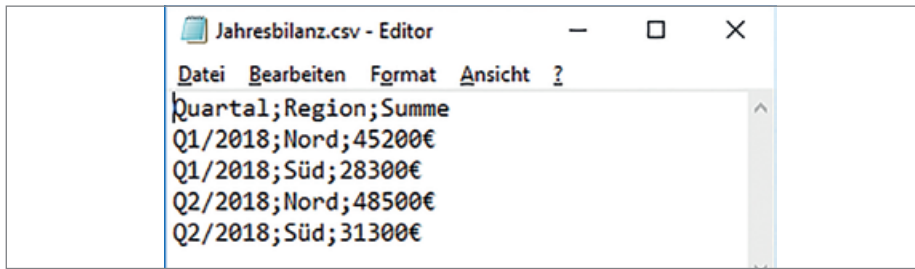 Jahresbilanz.csv - Editor
Datei Bearbeiten Format Ansicht ?
Quartal;Region;Summe
Q1/2018;Nord;45200€
Q1/2018;Süd;28300€
Q2/2018;Nord;48500€
Q2/2018;Süd;31300€